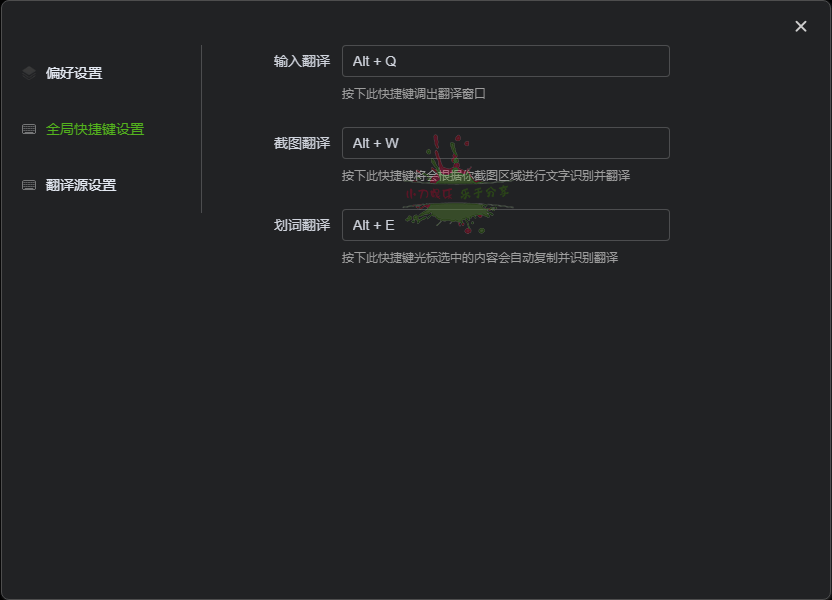 偏好设置
全局快捷键设置
翻译源设置
输入翻译
Alt + Q
按下此快捷键调出翻译窗口
截图翻译
Alt + W
按下此快捷键将会根据你截图区域进行文字识别并翻译
乐于分享
划词翻译
Alt + E
按下此快捷键光标选中的内容会自动复制并识别翻译